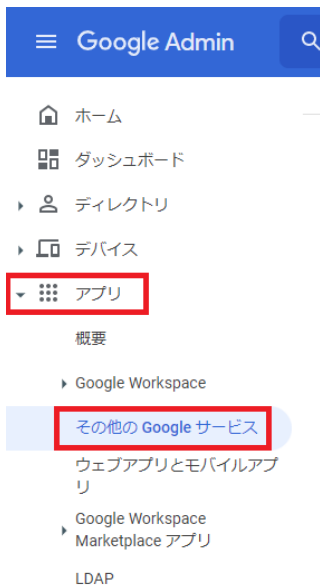 Google Admin
ホーム
ダッシュボード
ディレクトリ
デバイス
アプリ
概要
Google Workspace
その他の Google サービス
ウェブアプリとモバイルアプ
リ
Google Workspace
Marketplace アプリ
LDAP